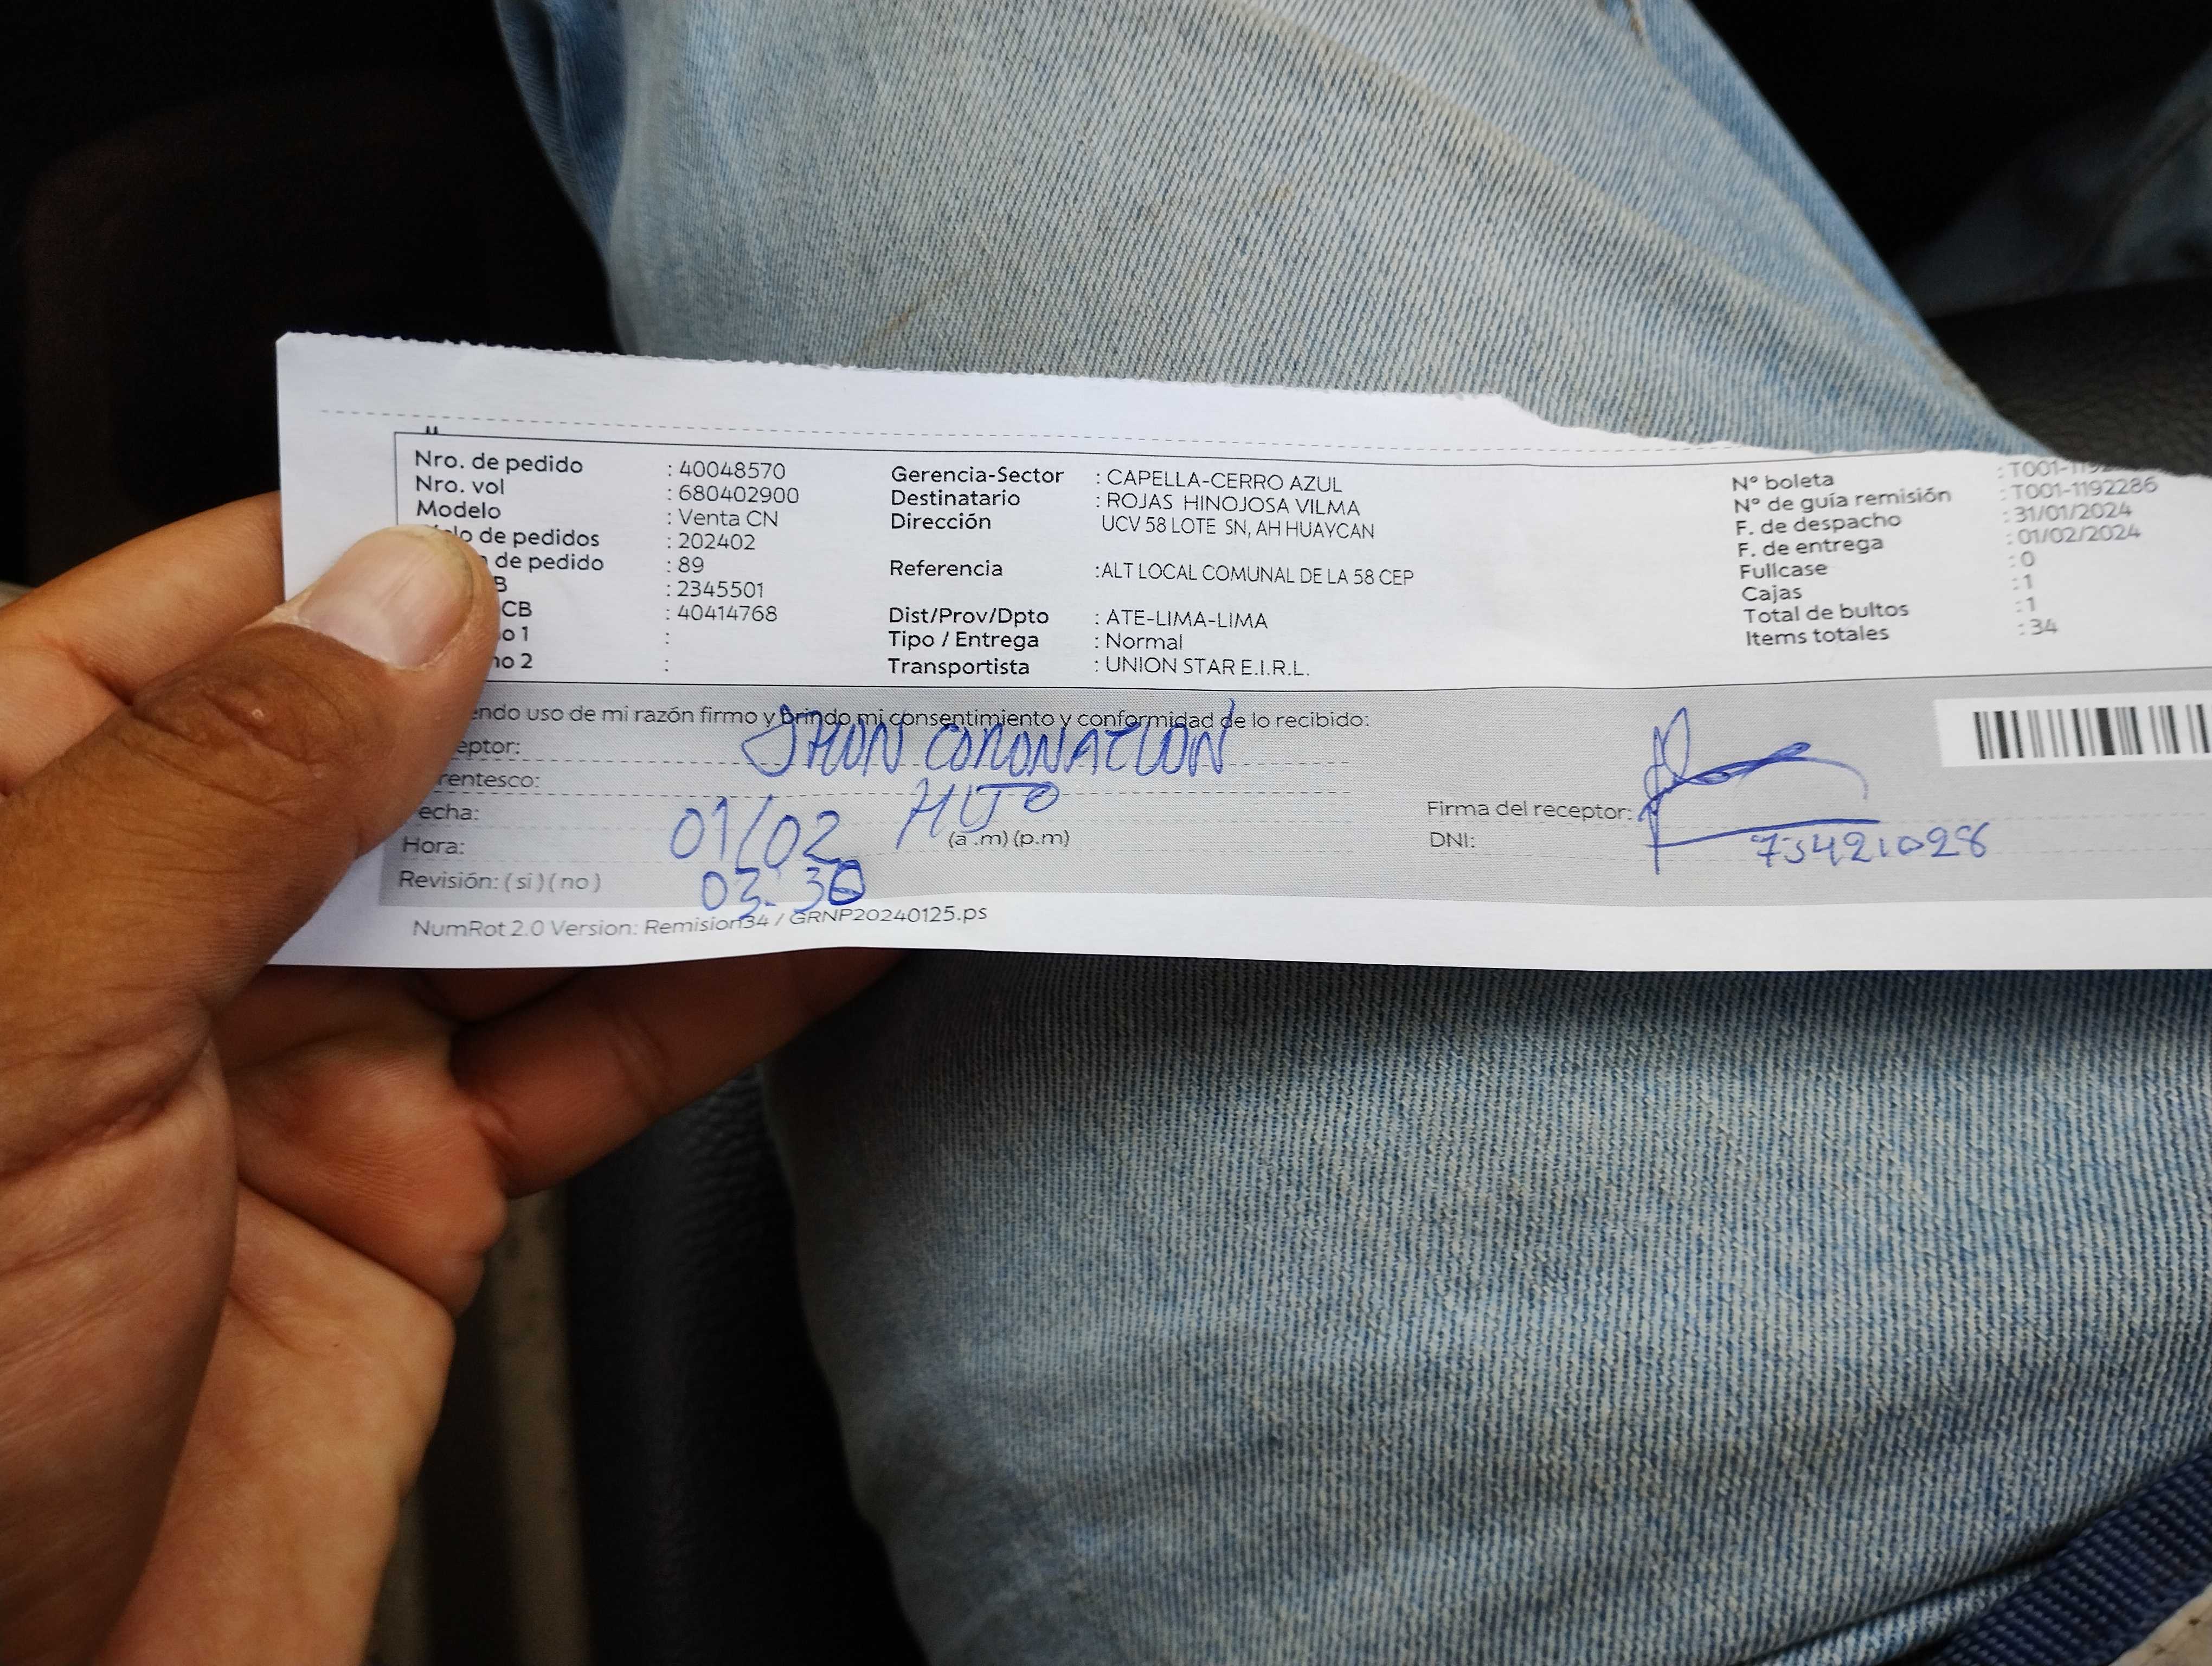 Nro. de pedido : 40048570
Nro. vol : 680402900
Modelo : Venta CN
lo de pedidos : 202402
de pedido : 89
B : 2345501
CB : 40414768
o 1 :
no 2 :
Gerencia-Sector : CAPELLA-CERRO AZUL
Destinatario : ROJAS HINOJOSA VILMA
Dirección UCV 58 LOTE SN, AH HUAYCAN
Referencia :ALT LOCAL COMUNAL DE LA 58 CEP
Dist/Prov/Dpto : ATE-LIMA-LIMA
Tipo / Entrega : Normal
Transportista : UNION STAR E.I.R.L.
N° boleta : T001-
N° de guía remisión : T001-1192286
F. de despacho : 31/01/2024
F. de entrega : 01/02/2024
Fullcase : 0
Cajas : 1
Total de bultos : 1
Items totales : 34
endo uso de mi razón firmo y brindo mi consentimiento y conformidad de lo recibido:
eptor: JHON CORONACION
rentesco: HIJO
echa: 01/02
Hora: 03:30 (a .m) (p.m)
Revisión: ( si ) ( no )
Firma del receptor:
DNI: 73421028
NumRot 2.0 Version: Remision34 / GRNP20240125.ps